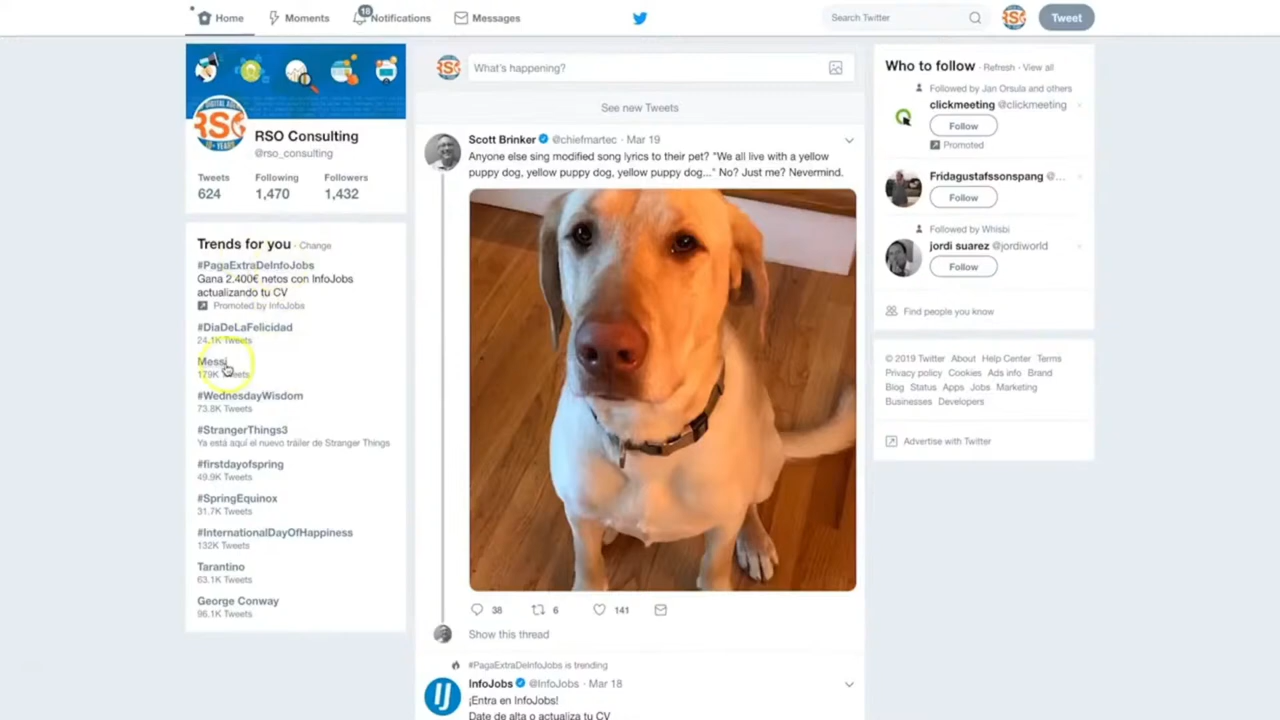 Home
Moments
18
Notifications
Messages
Search Twitter
RSO
Tweet
RSO
RSO Consulting
@rso_consulting
Tweets Following Followers
624 1,470 1,432
Trends for you · Change
#PagaExtraDeInfoJobs
Gana 2.400€ netos con InfoJobs
actualizando tu CV
Promoted by InfoJobs
#DiaDeLaFelicidad
24.1K Tweets
Messi
179K Tweets
#WednesdayWisdom
73.8K Tweets
#StrangerThings3
Ya está aquí el nuevo tráiler de Stranger Things
#firstdayofspring
49.9K Tweets
#SpringEquinox
31.7K Tweets
#InternationalDayOfHappiness
132K Tweets
Tarantino
63.1K Tweets
George Conway
96.1K Tweets
RSO
What's happening?
See new Tweets
Scott Brinker @chiefmartec · Mar 19
Anyone else sing modified song lyrics to their pet? "We all live with a yellow
puppy dog, yellow puppy dog, yellow puppy dog..." No? Just me? Nevermind.
38 6 141
Show this thread
#PagaExtraDeInfoJobs is trending
IJ
InfoJobs @InfoJobs · Mar 18
¡Entra en InfoJobs!
Date de alta o actualiza tu CV
Who to follow · Refresh · View all
Followed by Jan Orsula and others
clickmeeting @clickmeeting
Follow
Promoted
Fridagustafssonspang @...
Follow
Followed by Whisbi
jordi suarez @jordiworld
Follow
Find people you know
© 2019 Twitter About Help Center Terms
Privacy policy Cookies Ads info Brand
Blog Status Apps Jobs Marketing
Businesses Developers
Advertise with Twitter